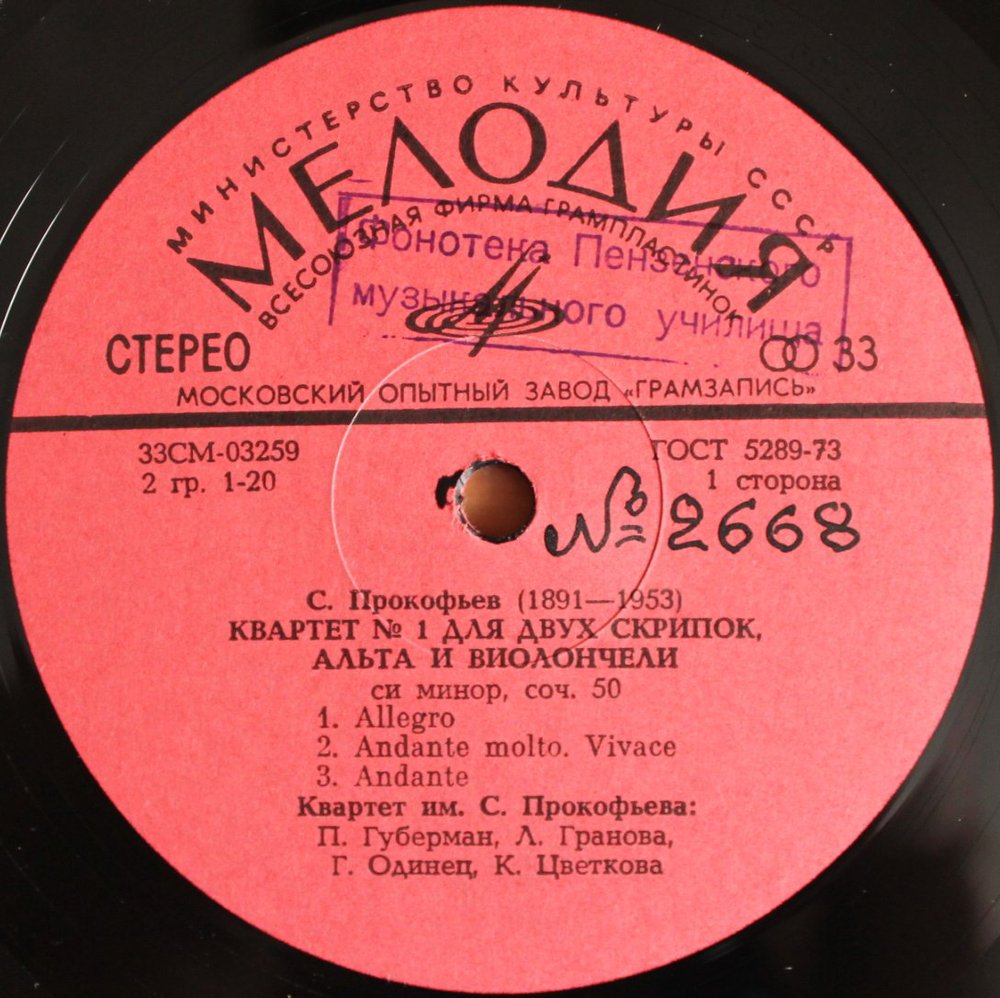 МИНИСТЕРСТВО КУЛЬТУРЫ СССР
МЕЛОДИЯ
ВСЕСОЮЗНАЯ ФИРМА ГРАМПЛАСТИНОК
Фонотека Пензенского
музыкального училища
СТЕРЕО
33
МОСКОВСКИЙ ОПЫТНЫЙ ЗАВОД «ГРАМЗАПИСЬ»
33СМ-03259
ГОСТ 5289-73
2 гр. 1-20
1 сторона
№ 2668
С. Прокофьев (1891—1953)
КВАРТЕТ № 1 ДЛЯ ДВУХ СКРИПОК,
АЛЬТА И ВИОЛОНЧЕЛИ
си минор, соч. 50
1. Allegro
2. Andante molto. Vivace
3. Andante
Квартет им. С. Прокофьева:
П. Губерман, Л. Гранова,
Г. Одинец, К. Цветкова